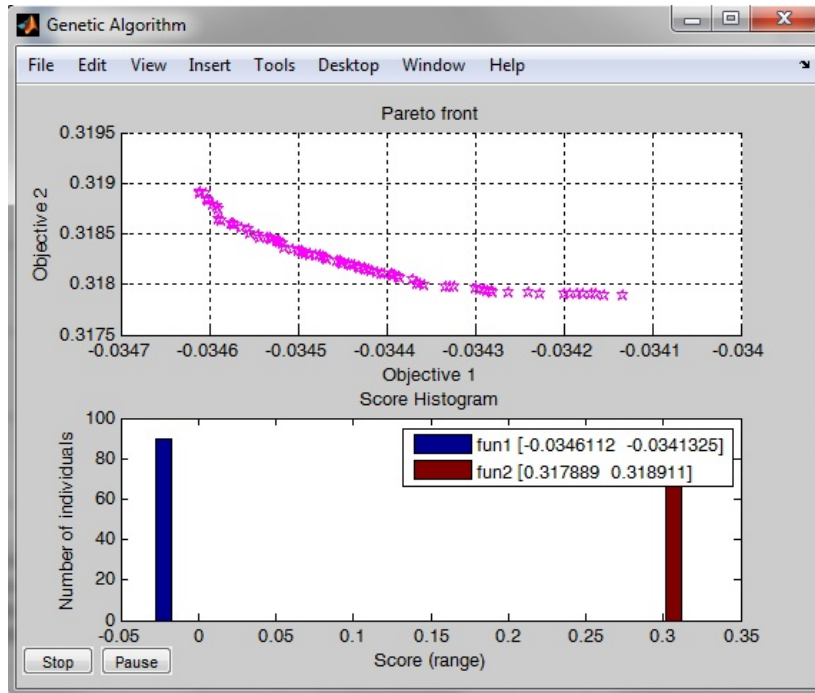 Genetic Algorithm
File Edit View Insert Tools Desktop Window Help
Pareto front
0.3195
0.319
0.3185
0.318
0.3175
Objective 2
-0.0347 -0.0346 -0.0345 -0.0344 -0.0343 -0.0342 -0.0341 -0.034
Objective 1
Score Histogram
100
80
60
40
20
0
Number of individuals
fun1 [-0.0346112 -0.0341325]
fun2 [0.317889 0.318911]
-0.05 0 0.05 0.1 0.15 0.2 0.25 0.3 0.35
Score (range)
Stop Pause